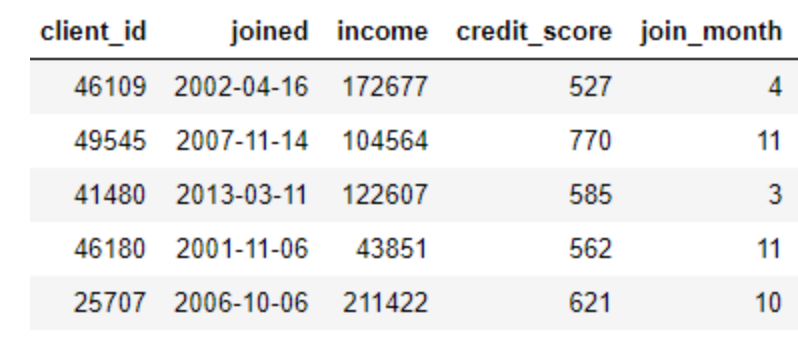 client_id joined income credit_score join_month
46109 2002-04-16 172677 527 4
49545 2007-11-14 104564 770 11
41480 2013-03-11 122607 585 3
46180 2001-11-06 43851 562 11
25707 2006-10-06 211422 621 10